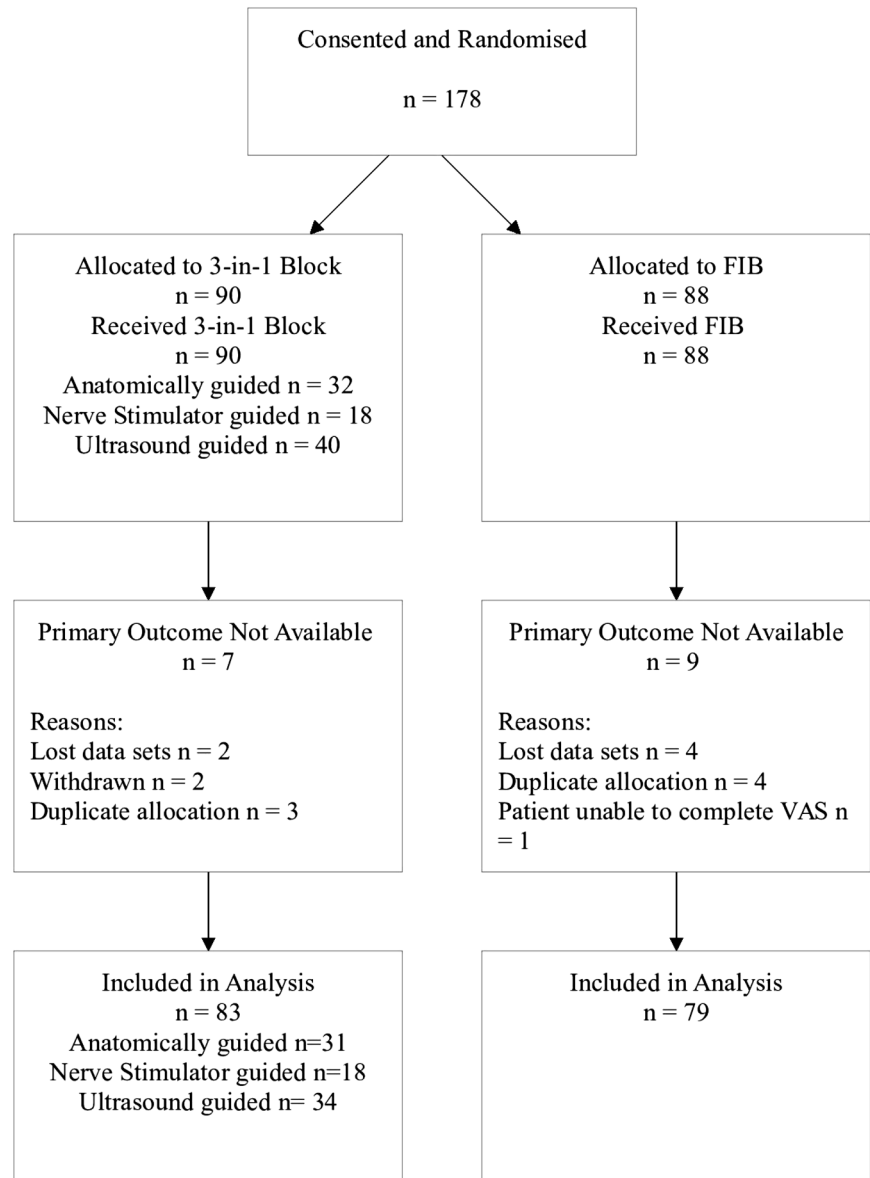 Consented and Randomised
n = 178
Allocated to 3-in-1 Block
n = 90
Received 3-in-1 Block
n = 90
Anatomically guided n = 32
Nerve Stimulator guided n = 18
Ultrasound guided n = 40
Allocated to FIB
n = 88
Received FIB
n = 88
Primary Outcome Not Available
n = 7
Reasons:
Lost data sets n = 2
Withdrawn n = 2
Duplicate allocation n = 3
Primary Outcome Not Available
n = 9
Reasons:
Lost data sets n = 4
Duplicate allocation n = 4
Patient unable to complete VAS n
= 1
Included in Analysis
n = 83
Anatomically guided n=31
Nerve Stimulator guided n=18
Ultrasound guided n= 34
Included in Analysis
n = 79